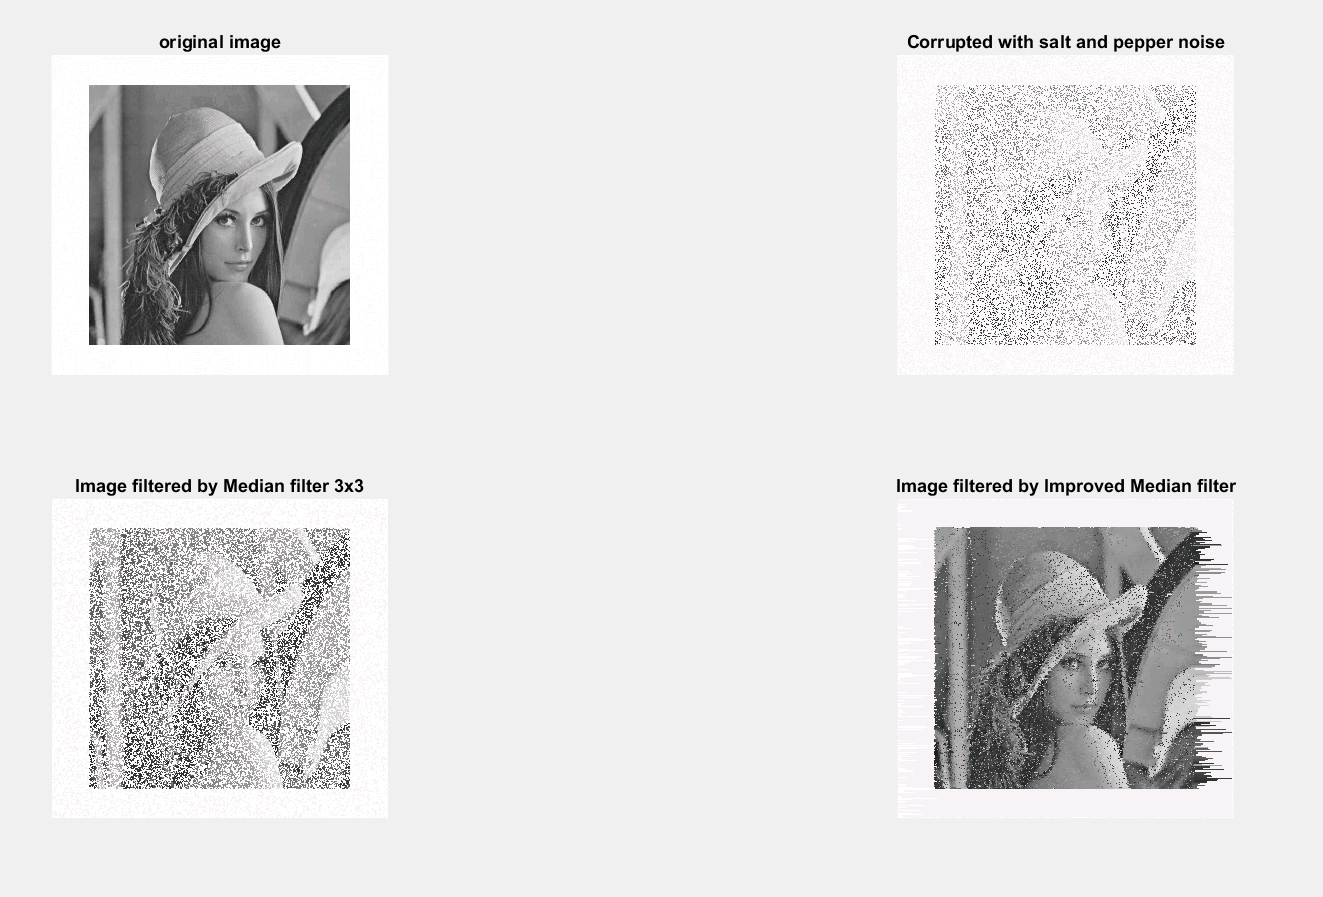 original image
Corrupted with salt and pepper noise
Image filtered by Median filter 3x3
Image filtered by Improved Median filter